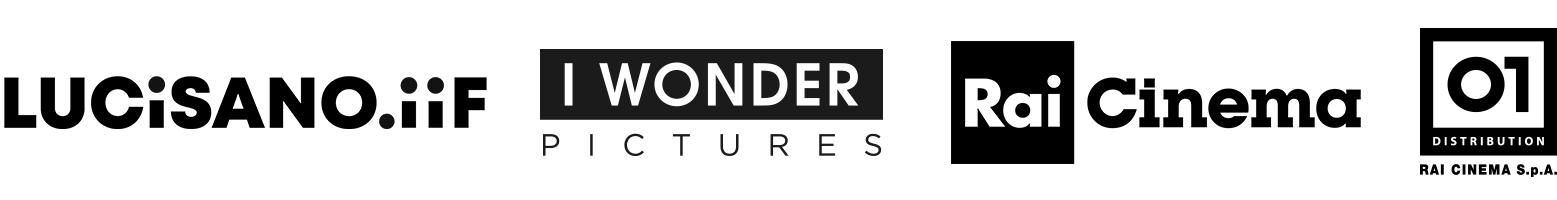 LUCiSANO.iiF
I WONDER
PICTURES
Rai Cinema
01
DISTRIBUTION
RAI CINEMA S.p.A.